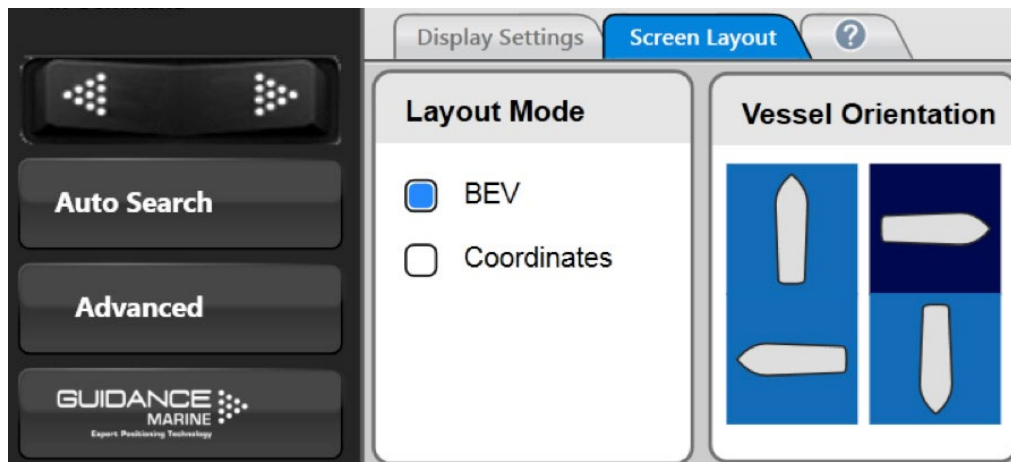 Display Settings
Screen Layout
?
Layout Mode
Vessel Orientation
BEV
Coordinates
Auto Search
Advanced
GUIDANCE
MARINE
Expert Positioning Technology